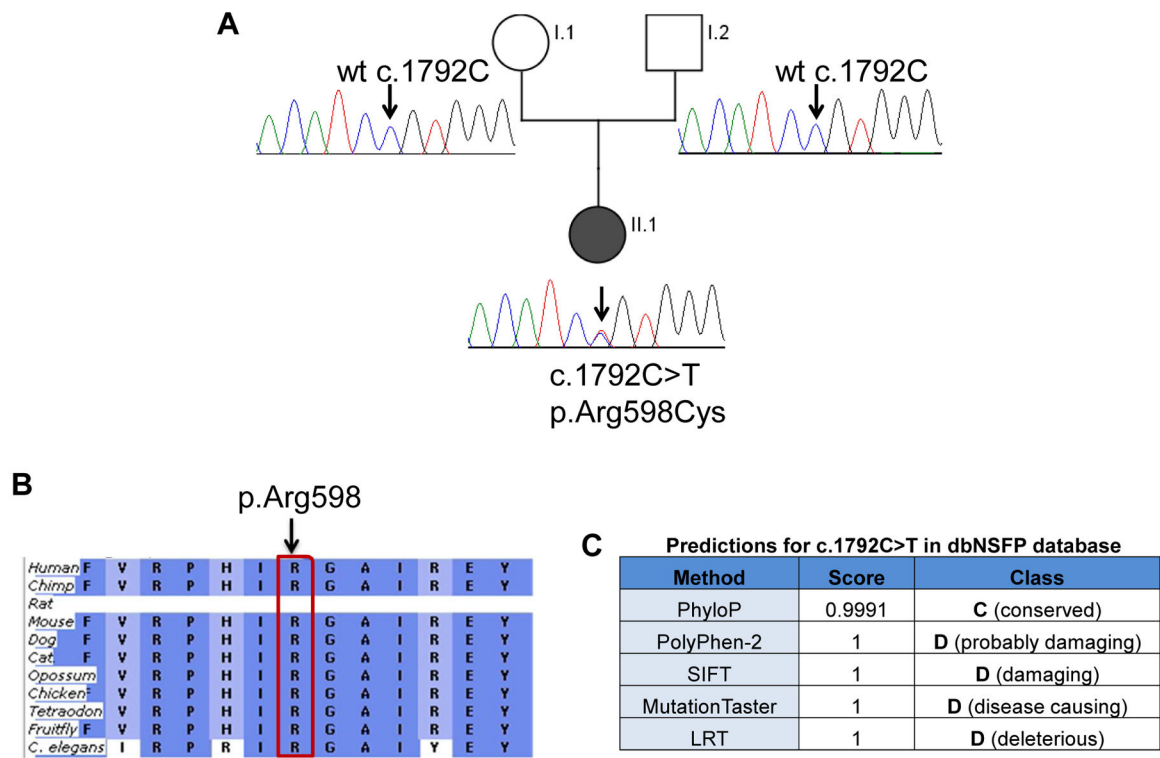 A
I.1
I.2
wt c.1792C
wt c.1792C
II.1
c.1792C>T
p.Arg598Cys
B
p.Arg598
Human F V R P H I R G A I R E Y
Chimp F V R P H I R G A I R E Y
Rat
Mouse F V R P H I R G A I R E Y
Dog F V R P H I R G A I R E Y
Cat F V R P H I R G A I R E Y
Opossum V R P H I R G A I R E Y
Chicken F V R P H I R G A I R E Y
Tetraodon V R P H I R G A I R E Y
Fruitfly F V R P H I R G A I R E Y
C. elegans I R P R I R G A I Y E Y
C
Predictions for c.1792C>T in dbNSFP database
Method Score Class
PhyloP 0.9991 C (conserved)
PolyPhen-2 1 D (probably damaging)
SIFT 1 D (damaging)
MutationTaster 1 D (disease causing)
LRT 1 D (deleterious)